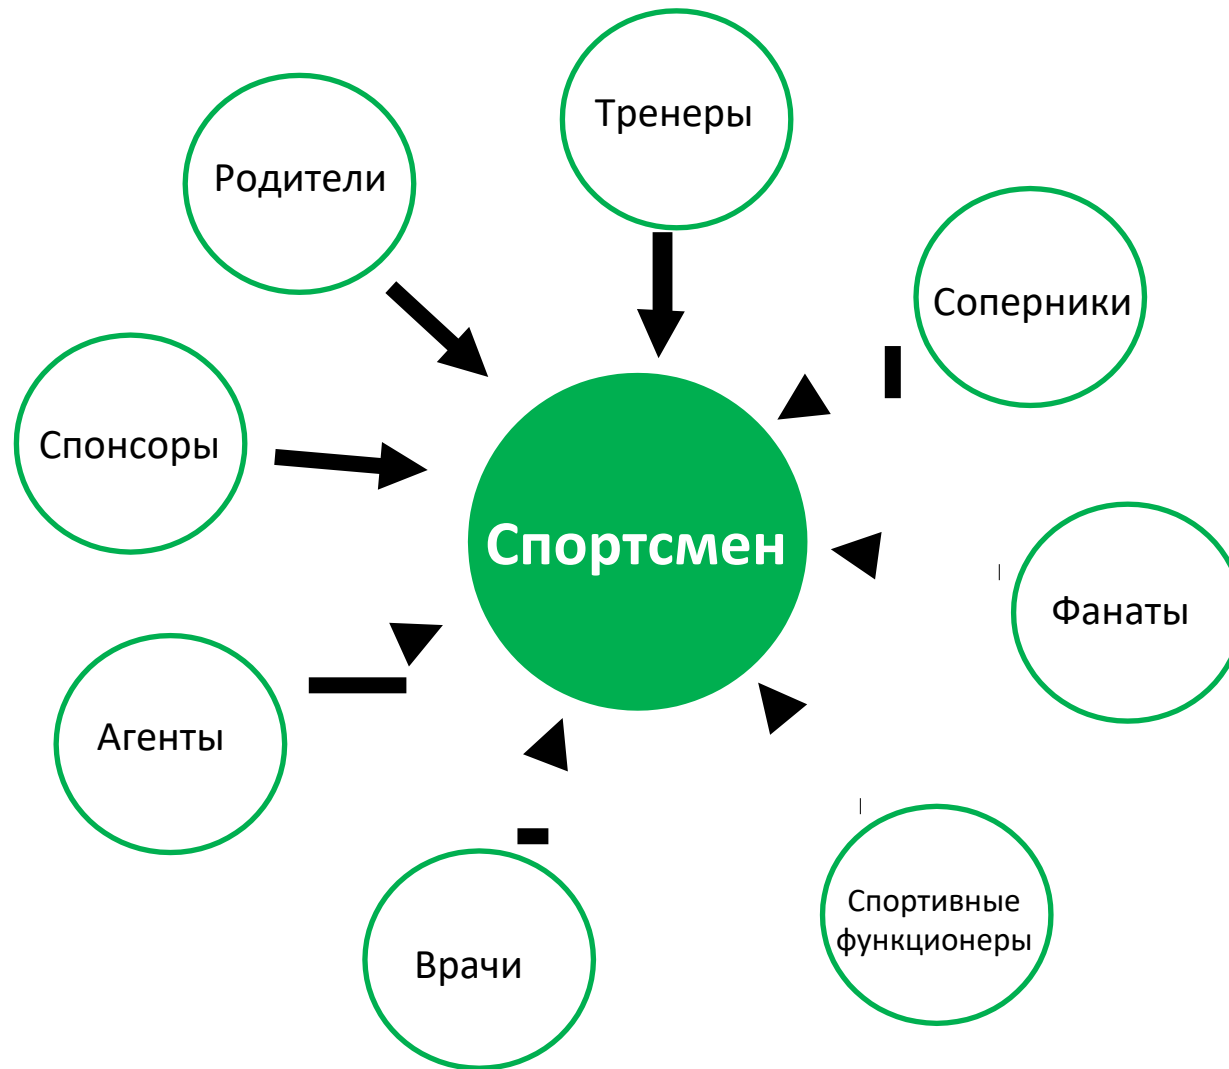 Тренеры
Родители
Соперники
Спонсоры
Спортсмен
Фанаты
Агенты
Спортивные
функционеры
Врачи